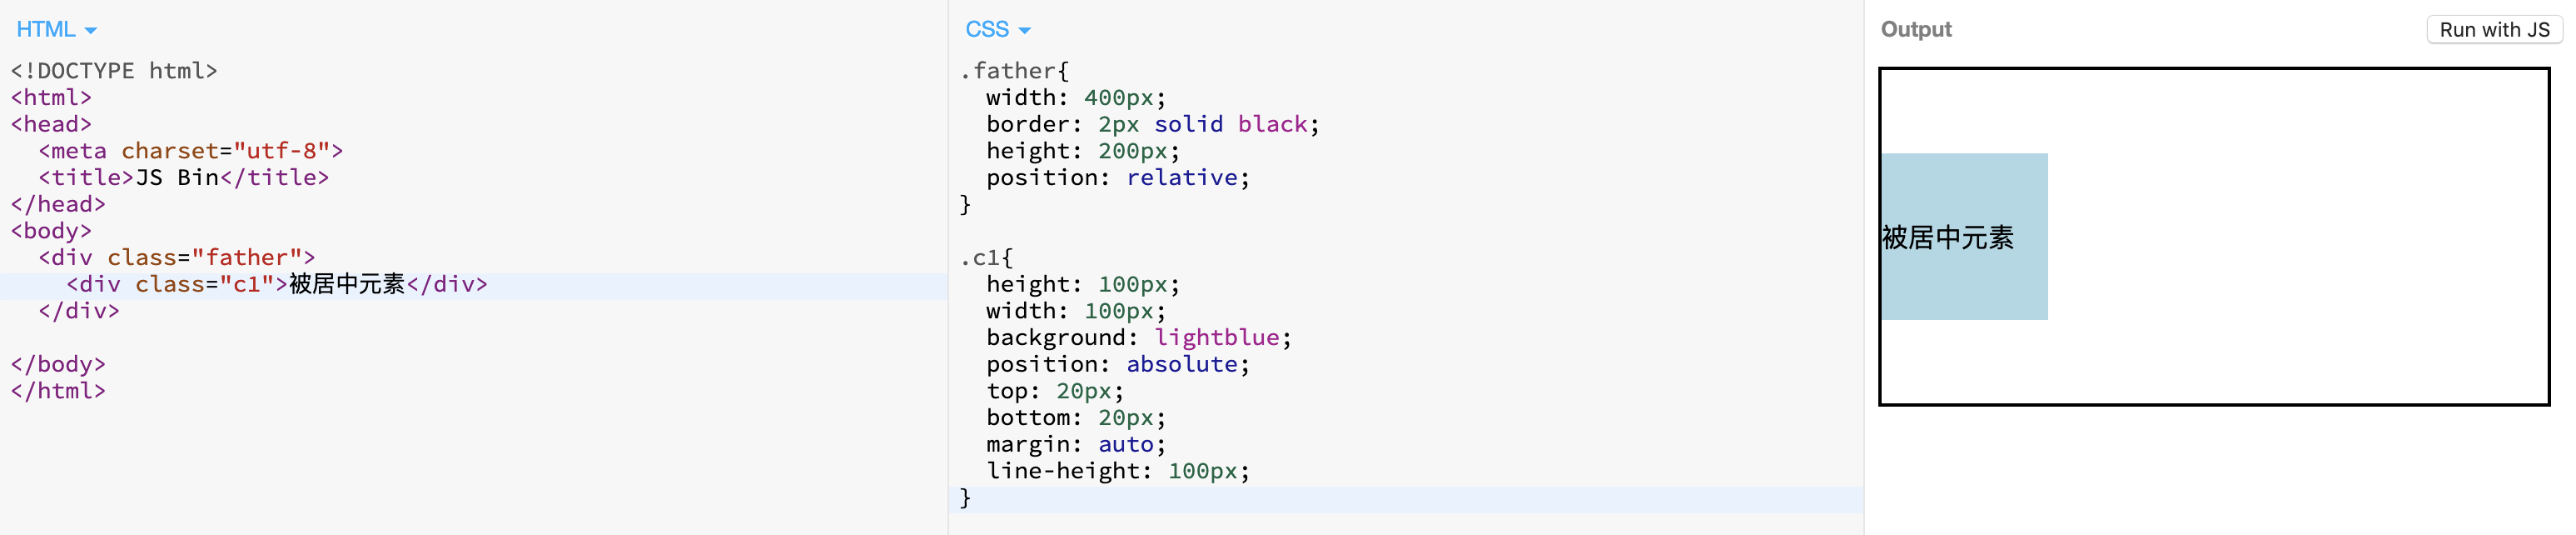 HTML
<!DOCTYPE html>
<html>
<head>
  <meta charset="utf-8">
  <title>JS Bin</title>
</head>
<body>
  <div class="father">
    <div class="c1">被居中元素</div>
  </div>

</body>
</html>
CSS
.father{
  width: 400px;
  border: 2px solid black;
  height: 200px;
  position: relative;
}

.c1{
  height: 100px;
  width: 100px;
  background: lightblue;
  position: absolute;
  top: 20px;
  bottom: 20px;
  margin: auto;
  line-height: 100px;
}
Output
Run with JS
被居中元素